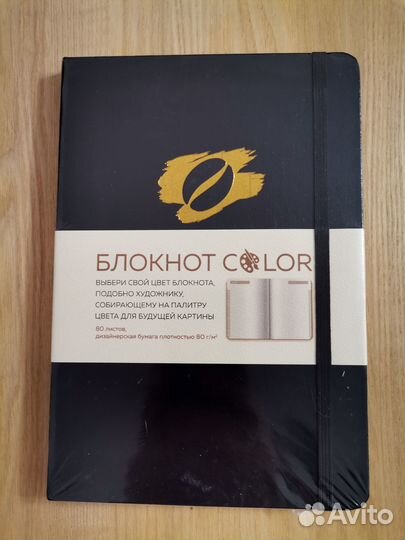 БЛОКНОТ COLOR
ВЫБЕРИ СВОЙ ЦВЕТ БЛОКНОТА,
ПОДОБНО ХУДОЖНИКУ,
СОБИРАЮЩЕМУ НА ПАЛИТРУ
ЦВЕТА ДЛЯ БУДУЩЕЙ КАРТИНЫ
80 листов,
дизайнерская бумага плотностью 80 г/м²
Avito